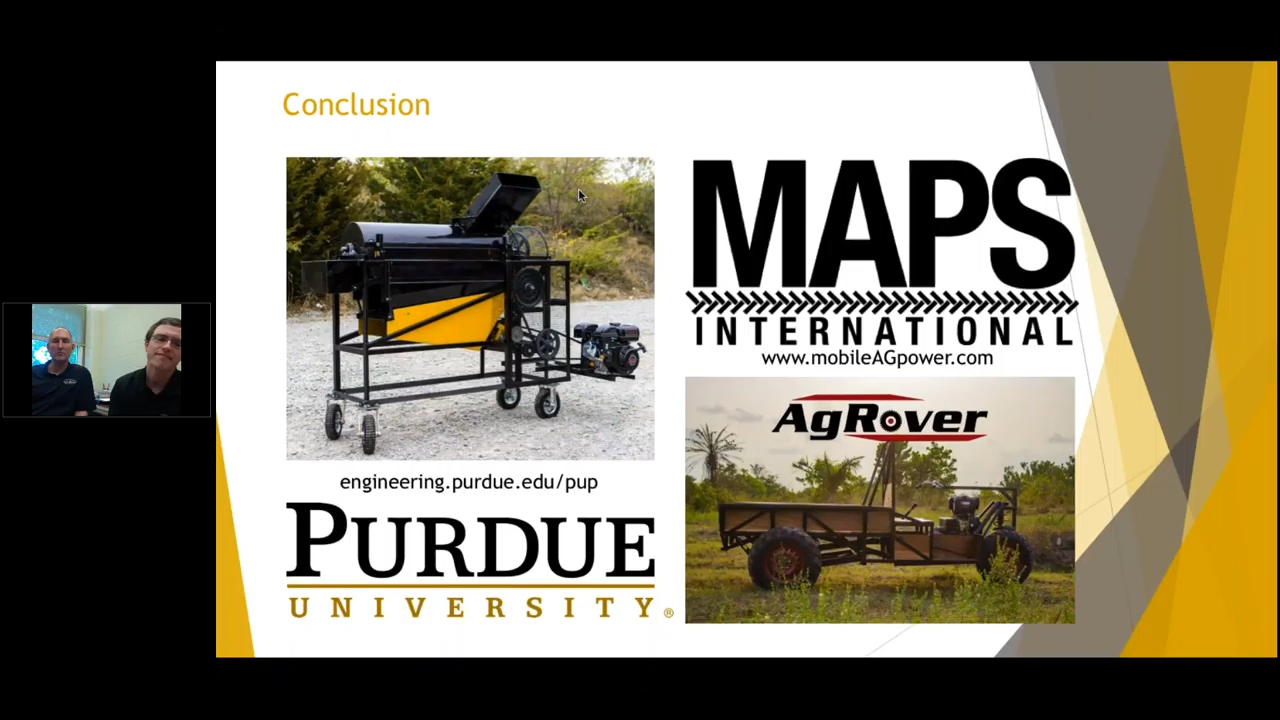 Conclusion
engineering.purdue.edu/pup
PURDUE
UNIVERSITY®
MAPS
INTERNATIONAL
www.mobileAGpower.com
AgRover